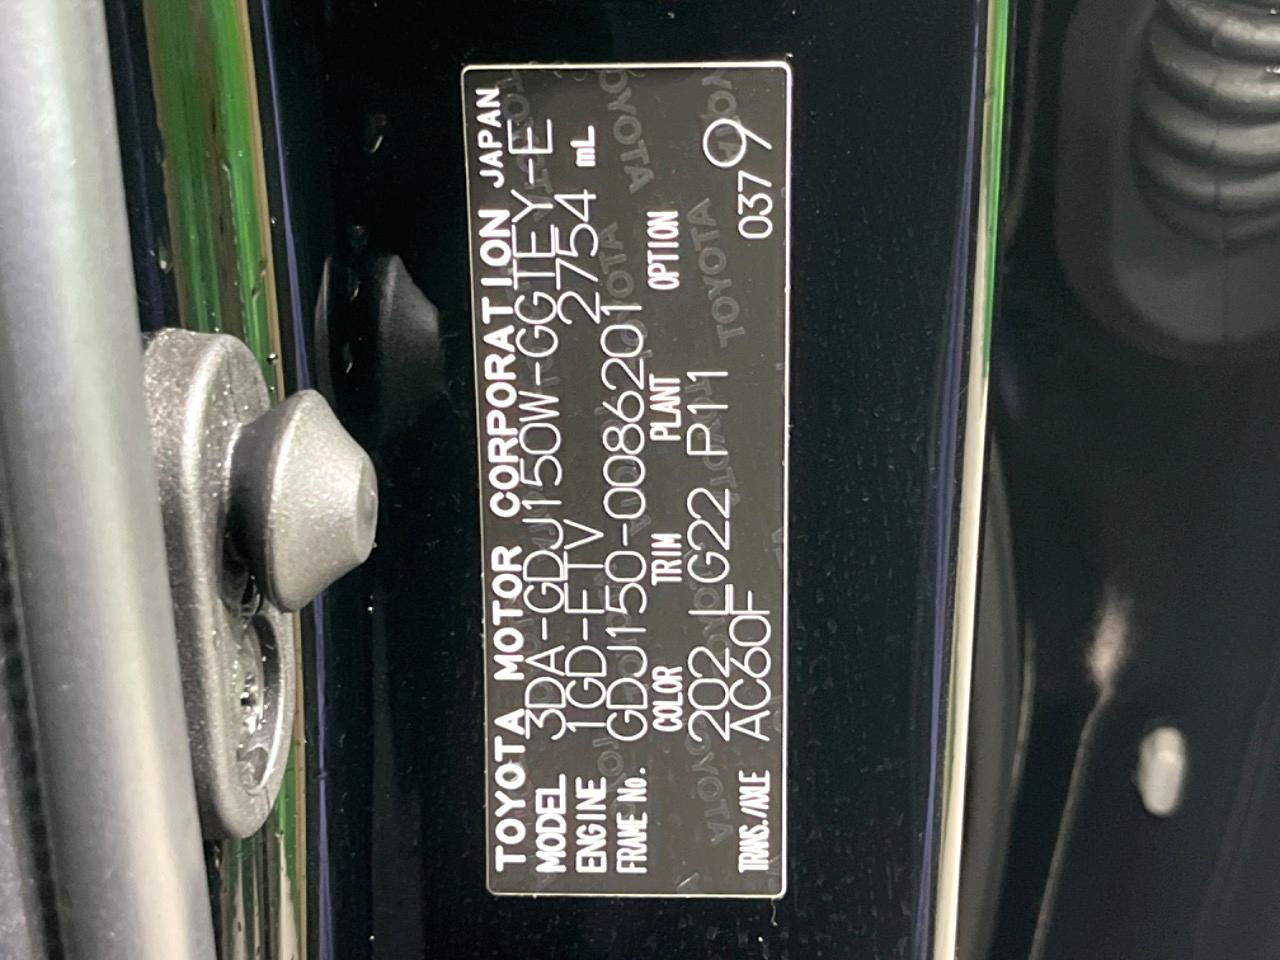 TOYOTA MOTOR CORPORATION JAPAN
MODEL 3DA-GDJ150W-GGTEY-E
ENGINE 1GD-FTV 2754 mL
FRAME No. GDJ150-0086201
COLOR TRIM PLANT OPTION
202 LG22 P11
TRANS./AXLE AC60F 0379